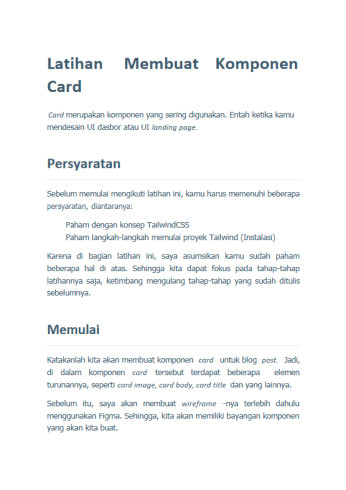 Latihan Membuat Komponen
Card
Card merupakan komponen yang sering digunakan. Entah ketika kamu
mendesain UI dasbor atau UI landing page.
Persyaratan
Sebelum memulai mengikuti latihan ini, kamu harus memenuhi beberapa
persyaratan, diantaranya:
Paham dengan konsep TailwindCSS
Paham langkah-langkah memulai proyek Tailwind (Instalasi)
Karena di bagian latihan ini, saya asumsikan kamu sudah paham
beberapa hal di atas. Sehingga kita dapat fokus pada tahap-tahap
latihannya saja, ketimbang mengulang tahap-tahap yang sudah ditulis
sebelumnya.
Memulai
Katakanlah kita akan membuat komponen card untuk blog post. Jadi,
di dalam komponen card tersebut terdapat beberapa elemen
turunannya, seperti card image, card body, card title dan yang lainnya.
Sebelum itu, saya akan membuat wireframe -nya terlebih dahulu
menggunakan Figma. Sehingga, kita akan memiliki bayangan komponen
yang akan kita buat.